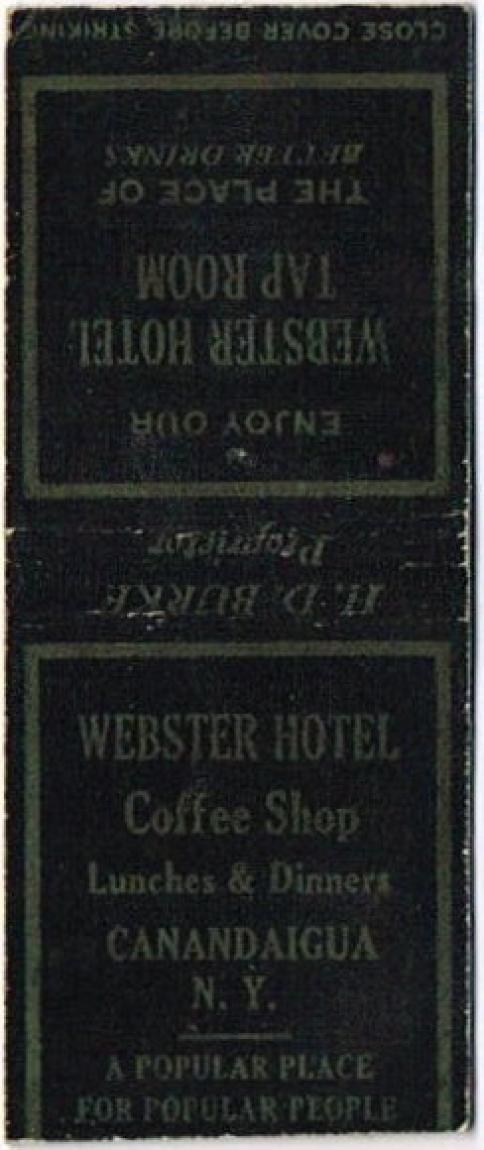 CLOSE COVER BEFORE STRIKING
ENJOY OUR
WEBSTER HOTEL
TAP ROOM
THE PLACE OF
BETTER DRINKS
H. D. BURKE
Proprietor
WEBSTER HOTEL
Coffee Shop
Lunches & Dinners
CANANDAIGUA
N. Y.
A POPULAR PLACE
FOR POPULAR PEOPLE